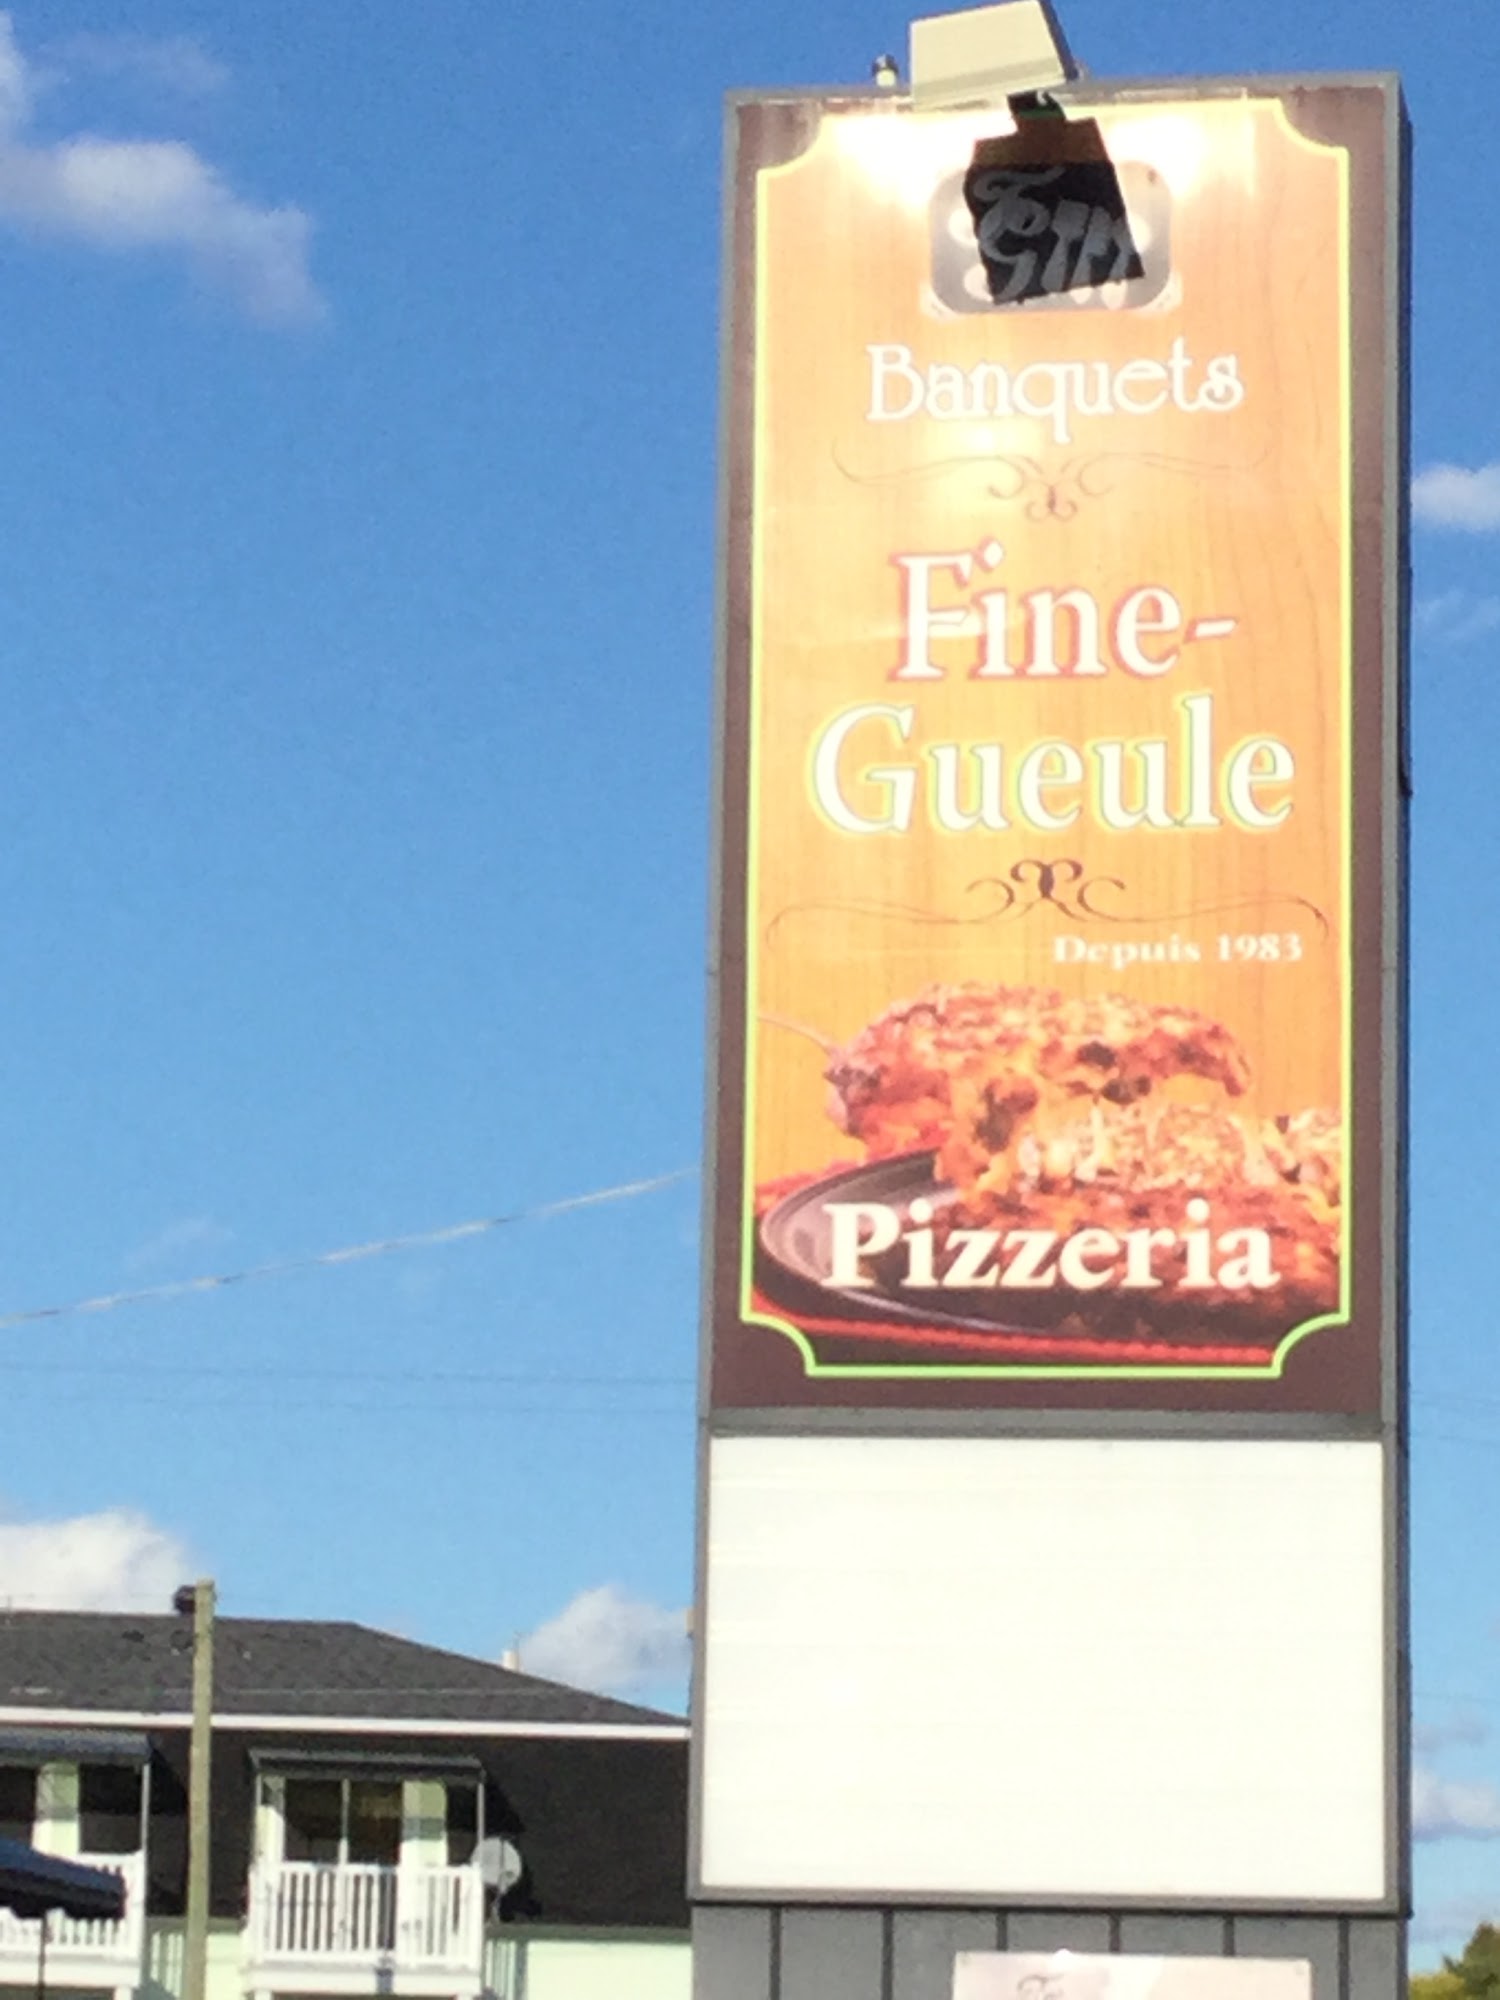 Banquets
Fine-
Gueule
Depuis 1983
Pizzeria